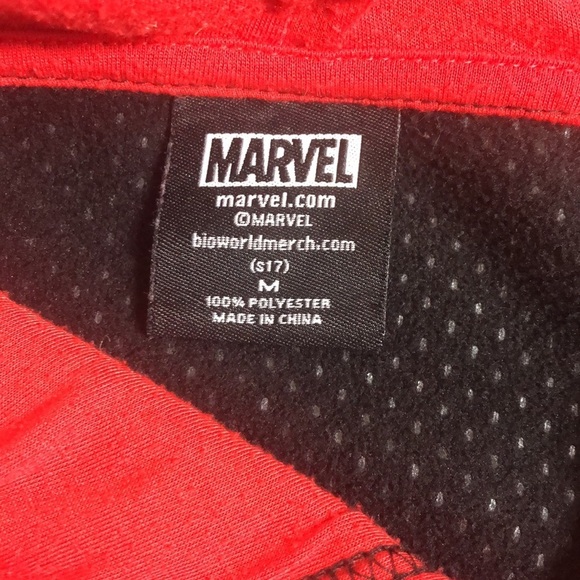 MARVEL
marvel.com
©MARVEL
bioworldmerch.com
(S17)
M
100% POLYESTER
MADE IN CHINA